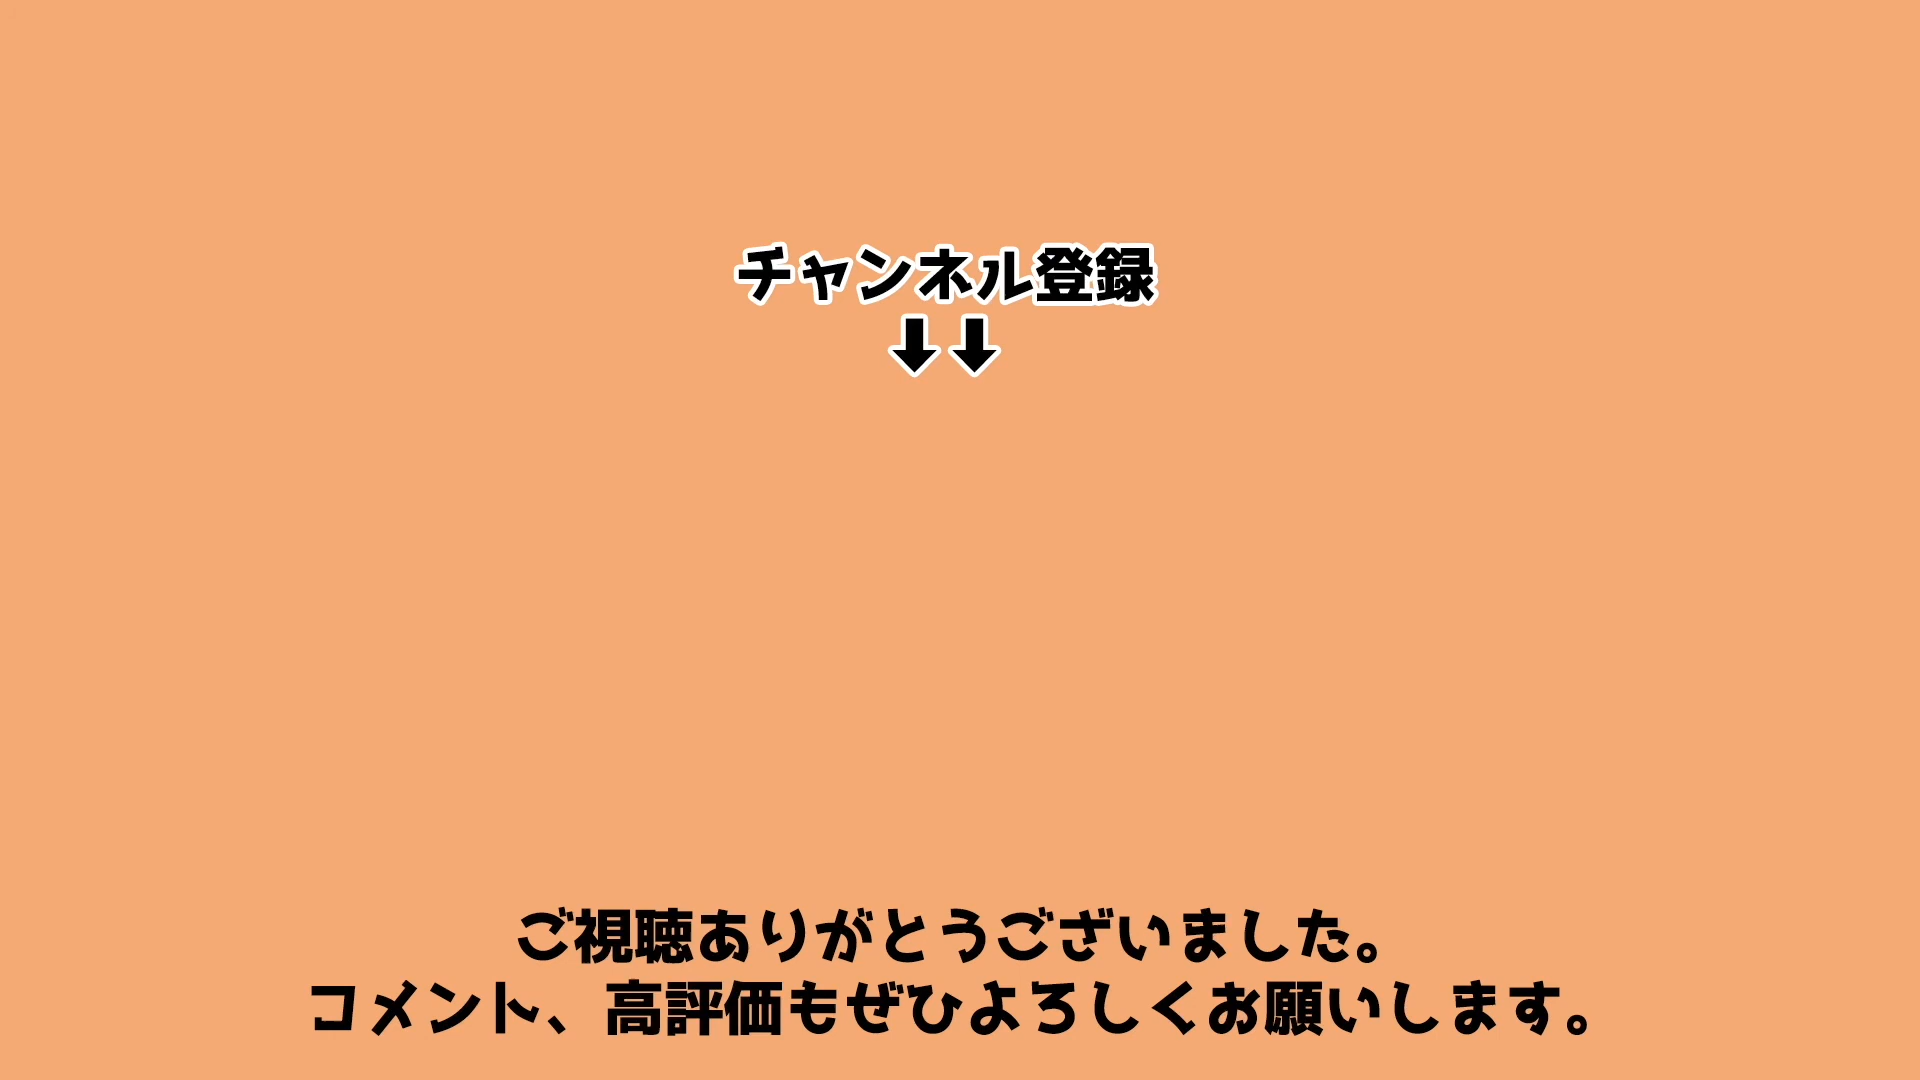 チャンネル登録
⬇⬇
ご視聴ありがとうございました。
コメント、高評価もぜひよろしくお願いします。